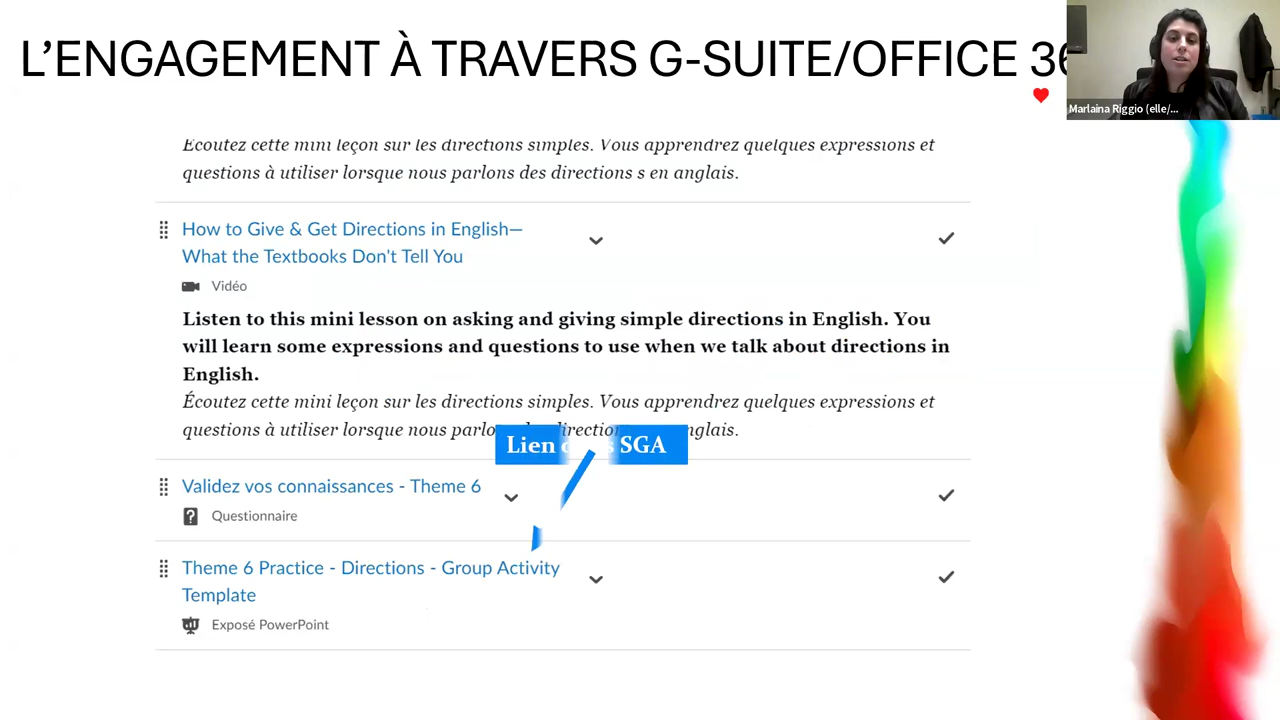 L’ENGAGEMENT À TRAVERS G-SUITE/OFFICE 36
Marlaina Riggio (elle/...
Écoutez cette mini leçon sur les directions simples. Vous apprendrez quelques expressions et
questions à utiliser lorsque nous parlons des directions s en anglais.
How to Give & Get Directions in English—
What the Textbooks Don't Tell You
Vidéo
Listen to this mini lesson on asking and giving simple directions in English. You
will learn some expressions and questions to use when we talk about directions in
English.
Écoutez cette mini leçon sur les directions simples. Vous apprendrez quelques expressions et
questions à utiliser lorsque nous
Lien SGA
Validez vos connaissances - Theme 6
Questionnaire
Theme 6 Practice - Directions - Group Activity
Template
Exposé PowerPoint